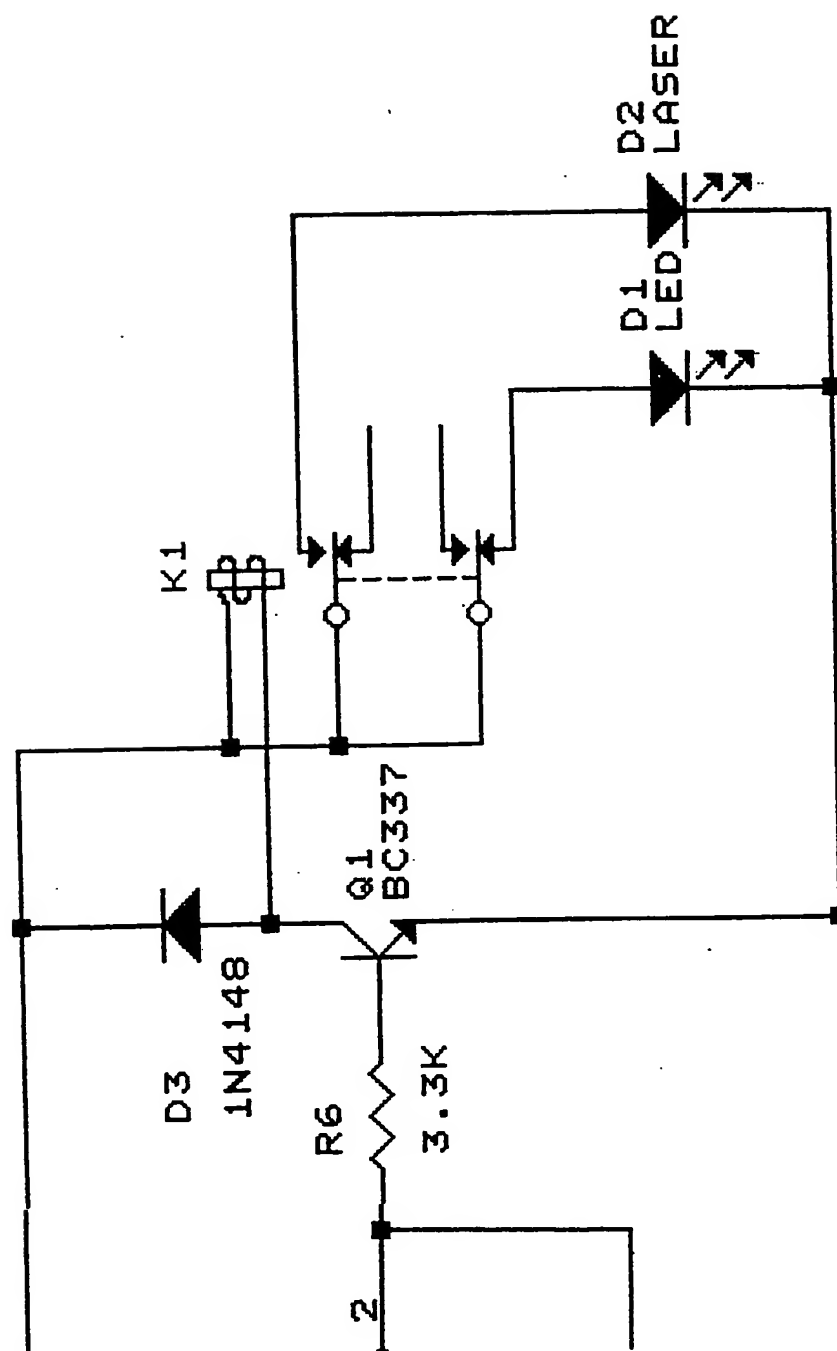 D2
LASER
D1
LED
K1
Q1
BC337
D3
1N4148
R6
3.3K
2